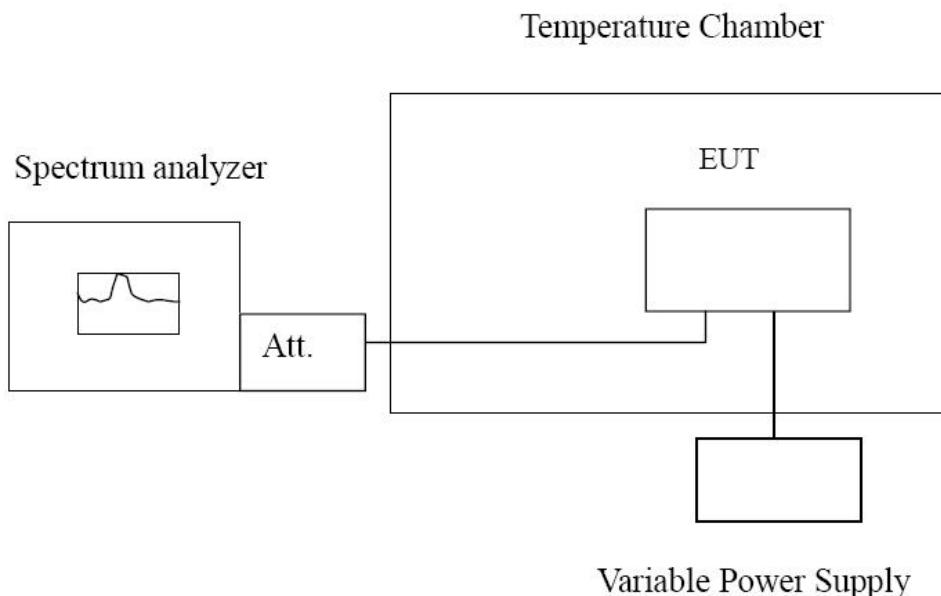 Temperature Chamber
Spectrum analyzer
EUT
Att.
Variable Power Supply